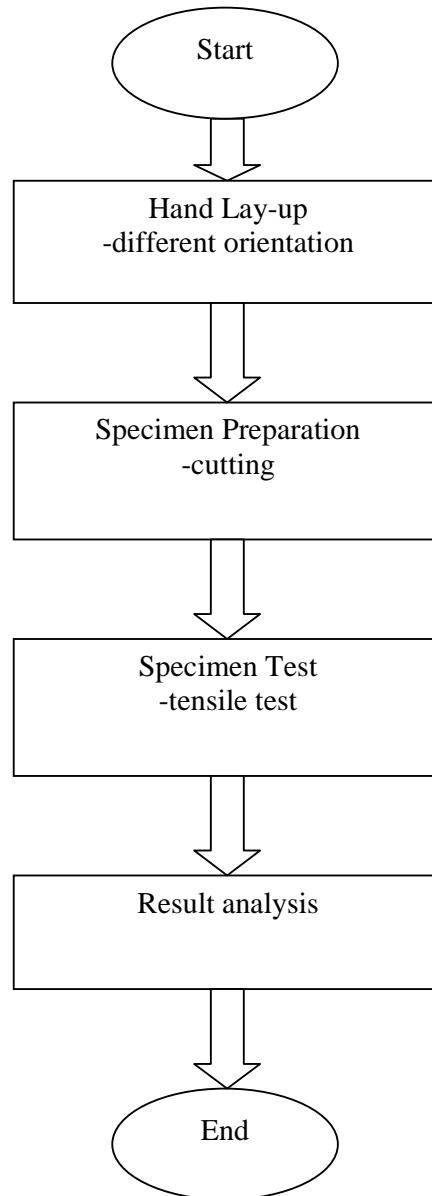 Start
Hand Lay-up
-different orientation
Specimen Preparation
-cutting
Specimen Test
-tensile test
Result analysis
End